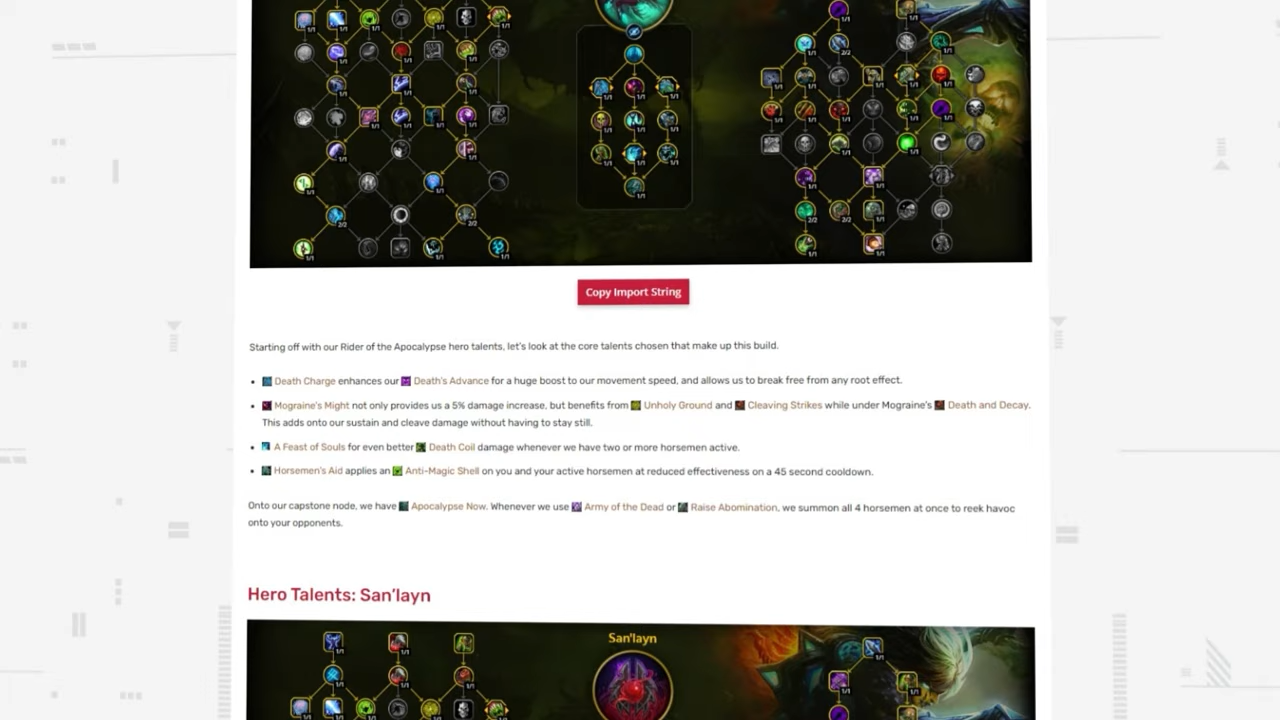 Copy Import String
Starting off with our Rider of the Apocalypse hero talents, let's look at the core talents chosen that make up this build.
• Death Charge enhances our Death's Advance for a huge boost to our movement speed, and allows us to break free from any root effect.
• Mograine's Might not only provides us a 5% damage increase, but benefits from Unholy Ground and Cleaving Strikes while under Mograine's Death and Decay.
This adds onto our sustain and cleave damage without having to stay still.
• A Feast of Souls for even better Death Coil damage whenever we have two or more horsemen active.
• Horsemen's Aid applies an Anti-Magic Shell on you and your active horsemen at reduced effectiveness on a 45 second cooldown.
Onto our capstone node, we have Apocalypse Now. Whenever we use Army of the Dead or Raise Abomination, we summon all 4 horsemen at once to reek havoc
onto your opponents.
Hero Talents: San'layn
San'layn